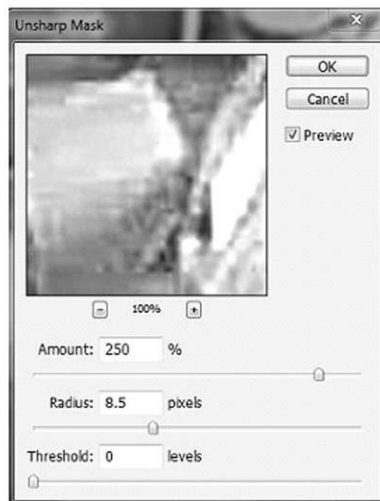 Unsharp Mask
OK
Cancel
Preview
100%
Amount: 250 %
Radius: 8.5 pixels
Threshold: 0 levels